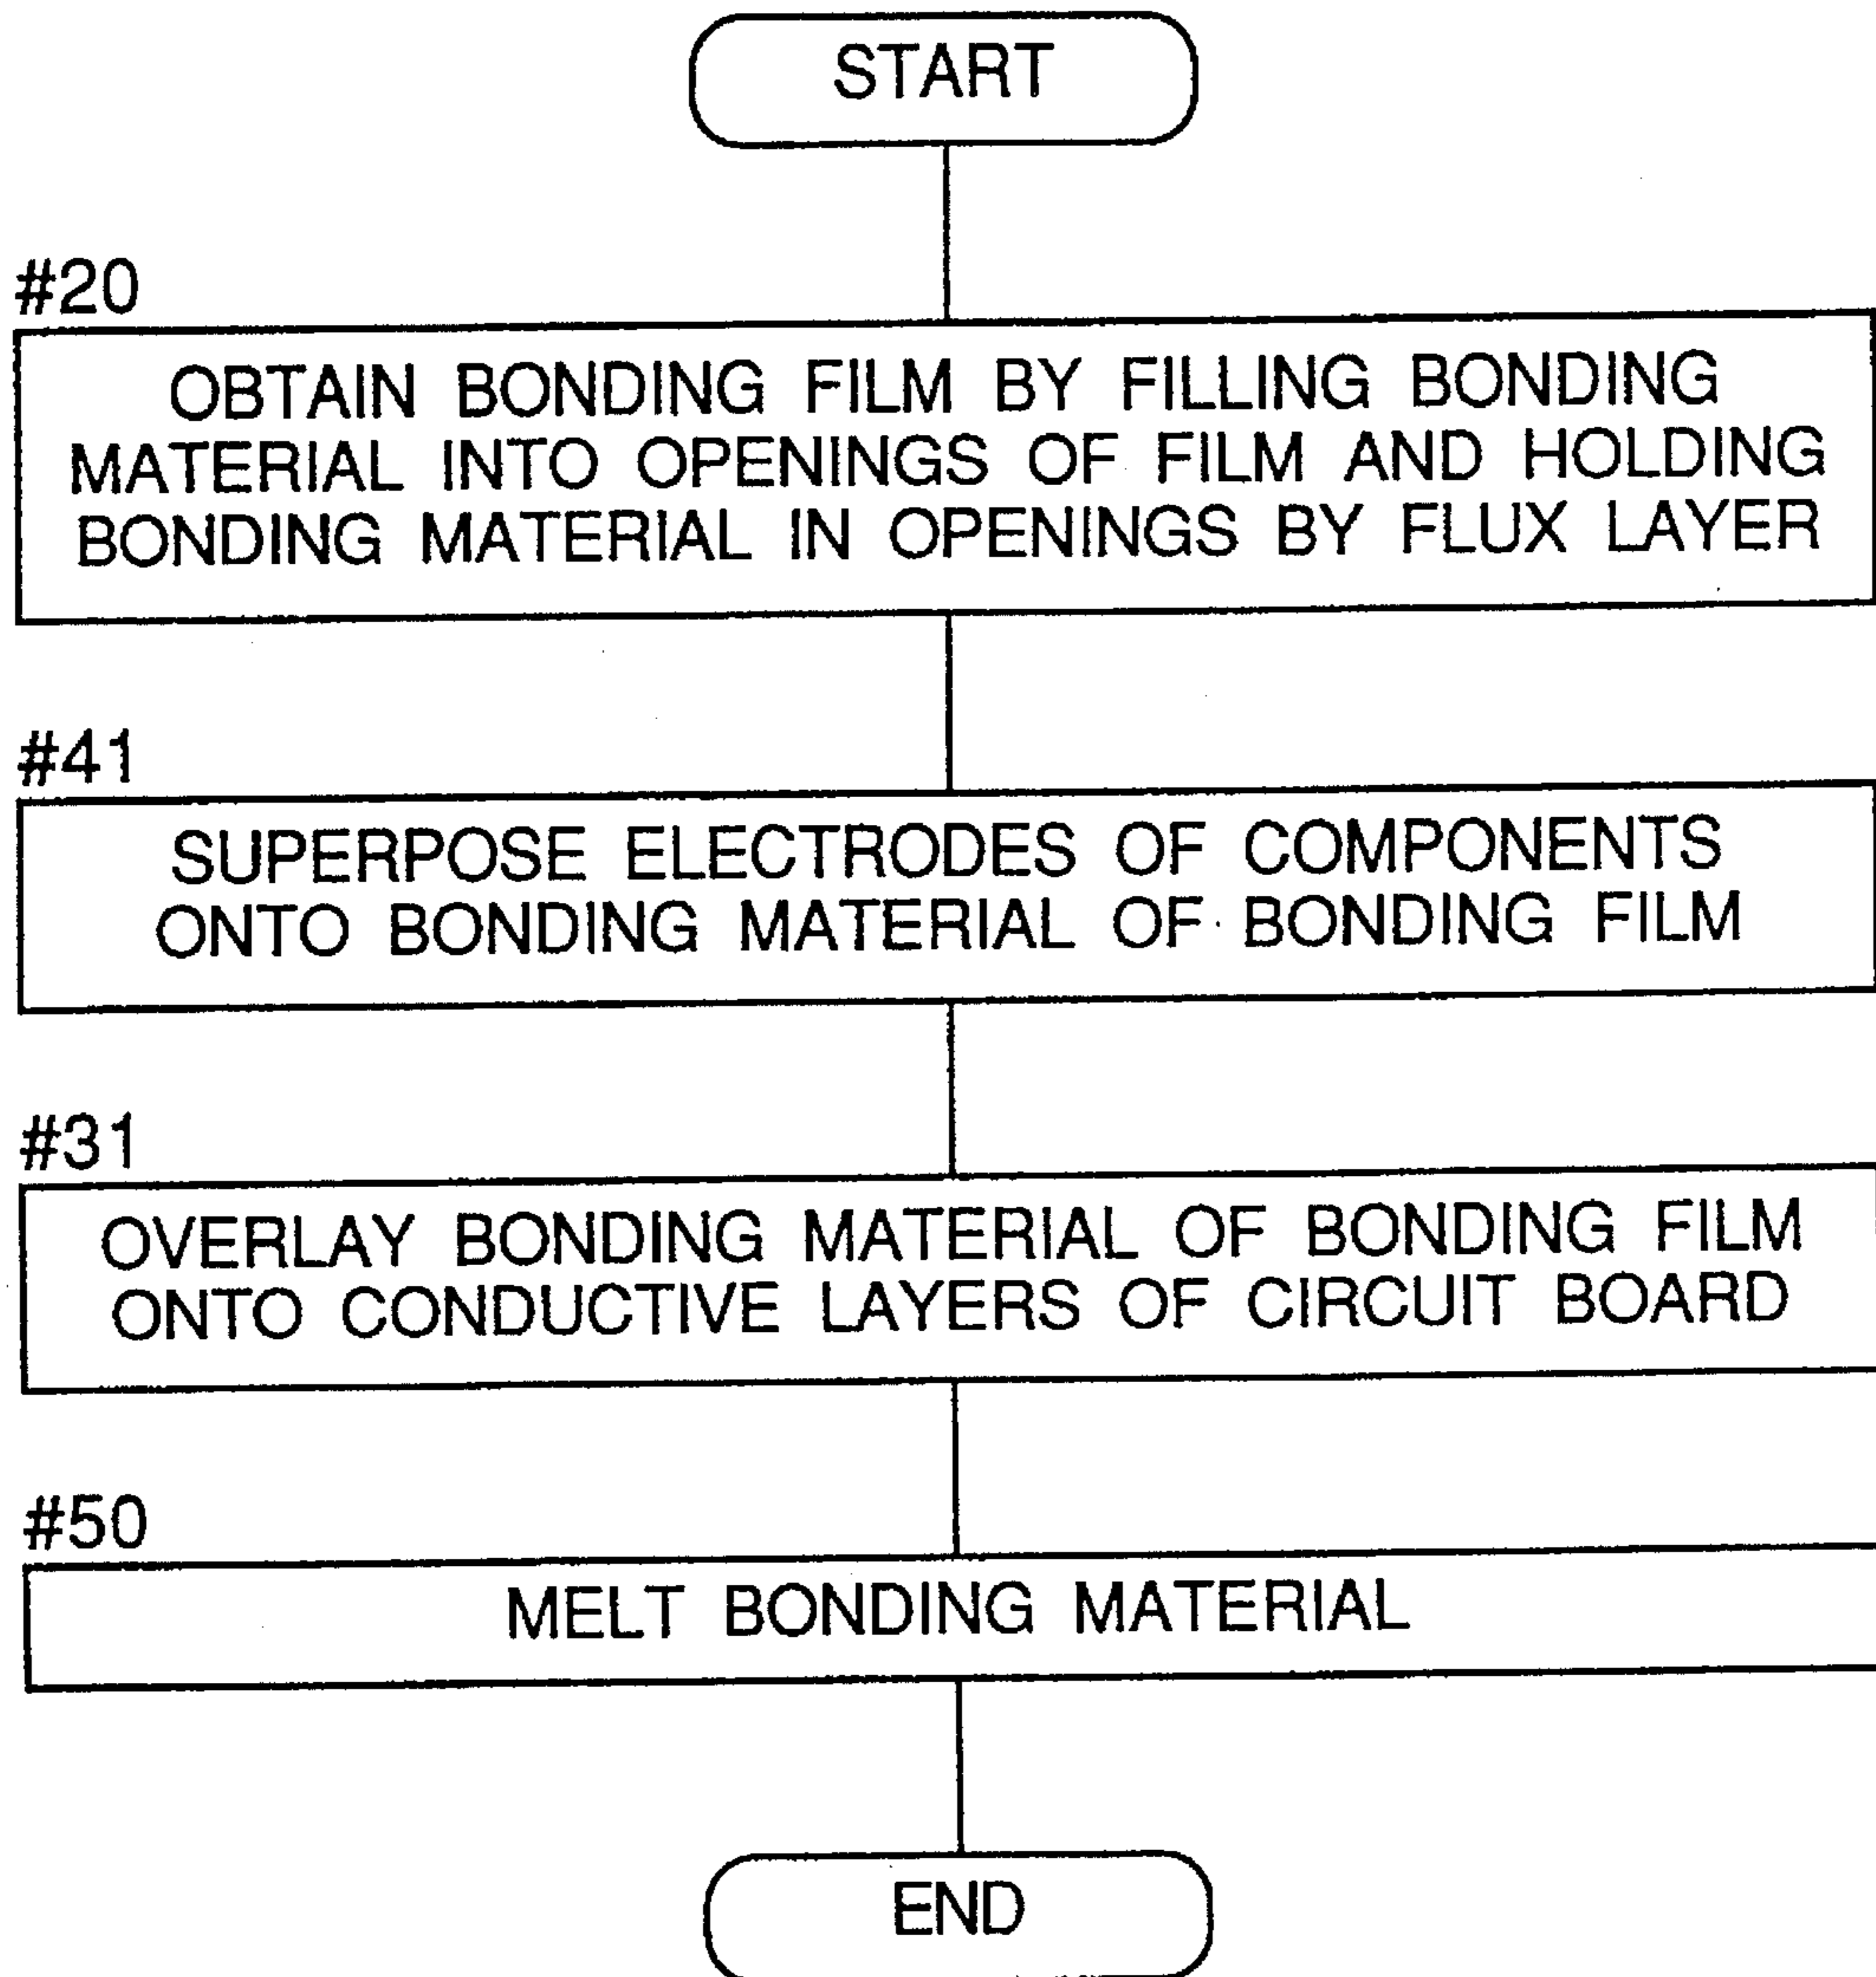 START
#20
OBTAIN BONDING FILM BY FILLING BONDING
MATERIAL INTO OPENINGS OF FILM AND HOLDING
BONDING MATERIAL IN OPENINGS BY FLUX LAYER
#41
SUPERPOSE ELECTRODES OF COMPONENTS
ONTO BONDING MATERIAL OF BONDING FILM
#31
OVERLAY BONDING MATERIAL OF BONDING FILM
ONTO CONDUCTIVE LAYERS OF CIRCUIT BOARD
#50
MELT BONDING MATERIAL
END